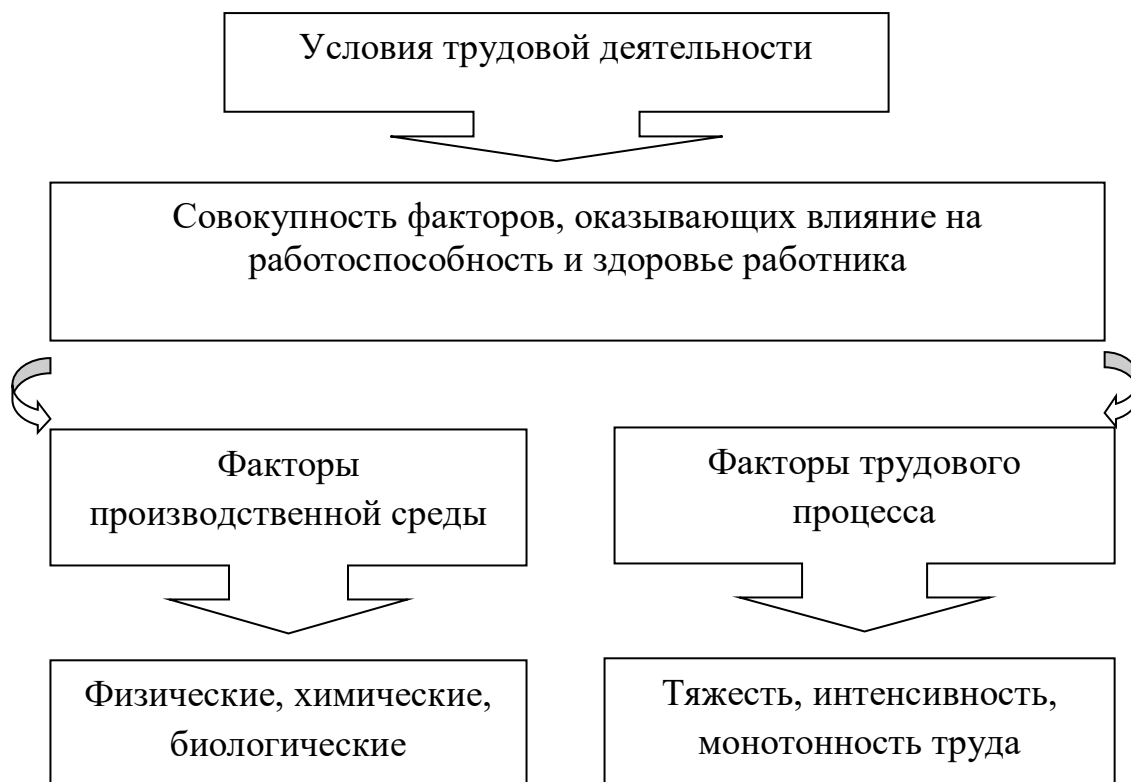 Условия трудовой деятельности
Совокупность факторов, оказывающих влияние на
работоспособность и здоровье работника
Факторы
производственной среды
Факторы трудового
процесса
Физические, химические,
биологические
Тяжесть, интенсивность,
монотонность труда